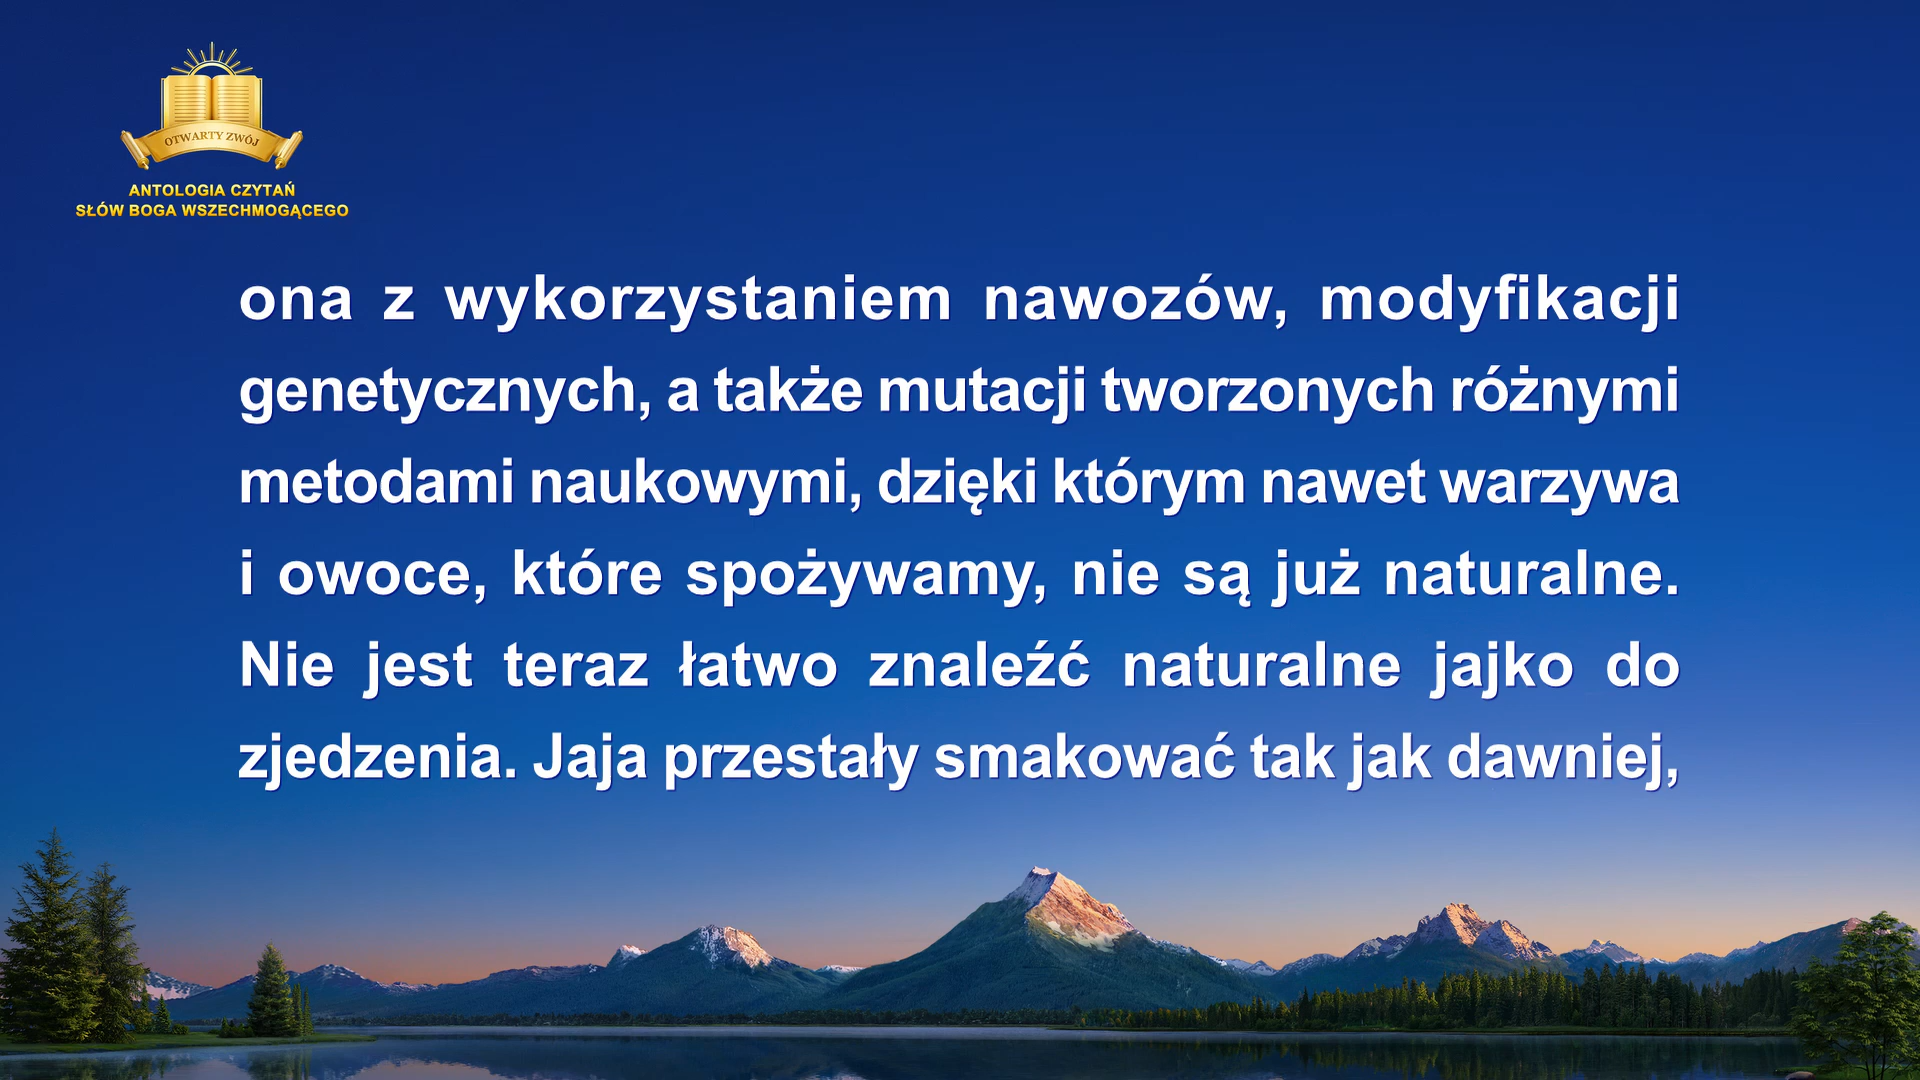 OTWARTY ZWÓJ
ANTOLOGIA CZYTAŃ
SŁÓW BOGA WSZECHMOGĄCEGO
ona z wykorzystaniem nawozów, modyfikacji
genetycznych, a także mutacji tworzonych różnymi
metodami naukowymi, dzięki którym nawet warzywa
i owoce, które spożywamy, nie są już naturalne.
Nie jest teraz łatwo znaleźć naturalne jajko do
zjedzenia. Jaja przestały smakować tak jak dawniej,